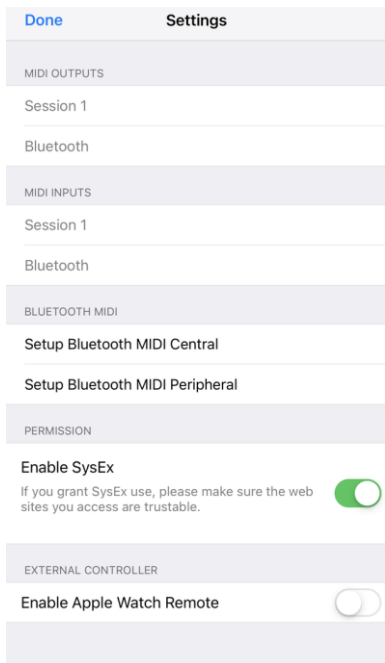 Done Settings
MIDI OUTPUTS
Session 1
Bluetooth
MIDI INPUTS
Session 1
Bluetooth
BLUETOOTH MIDI
Setup Bluetooth MIDI Central
Setup Bluetooth MIDI Peripheral
PERMISSION
Enable SysEx
If you grant SysEx use, please make sure the web
sites you access are trustable.
EXTERNAL CONTROLLER
Enable Apple Watch Remote